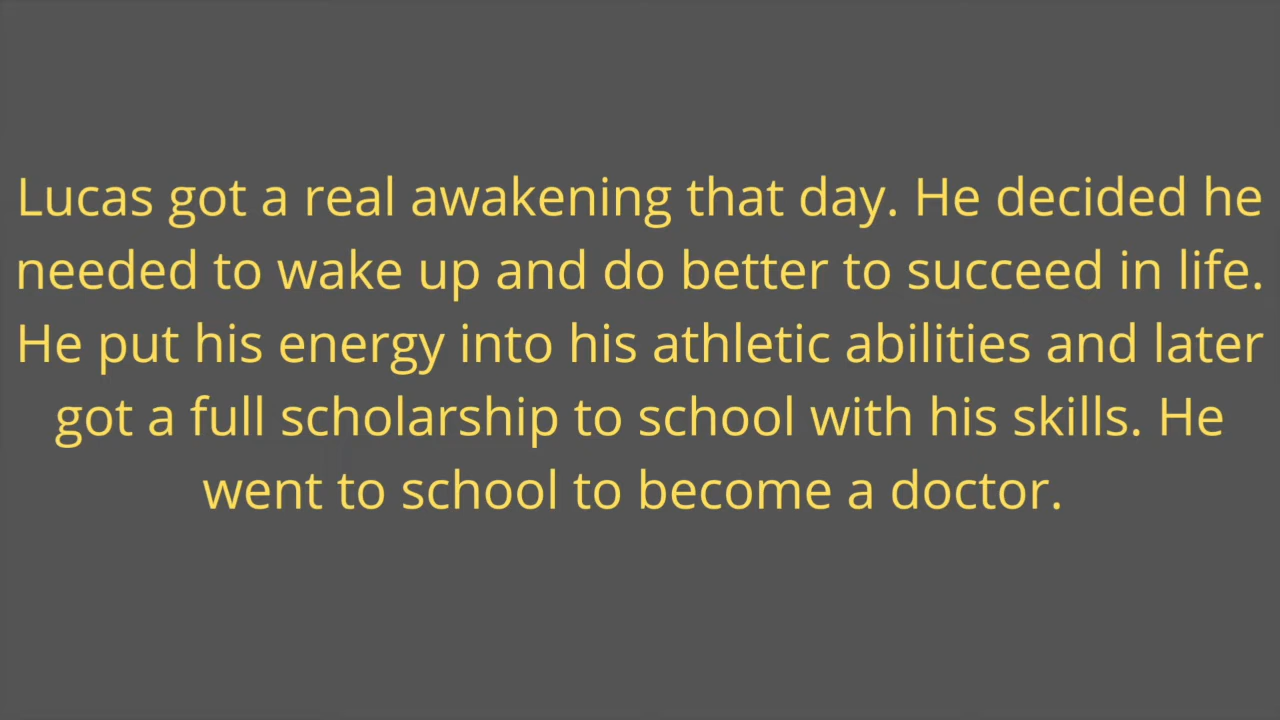 Lucas got a real awakening that day. He decided he
needed to wake up and do better to succeed in life.
He put his energy into his athletic abilities and later
got a full scholarship to school with his skills. He
went to school to become a doctor.